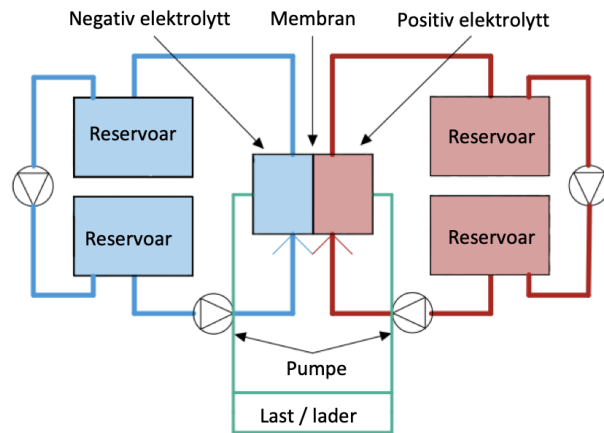 Negativ elektrolytt
Membran
Positiv elektrolytt
Reservoar
Reservoar
Reservoar
Reservoar
Pumpe
Last / lader